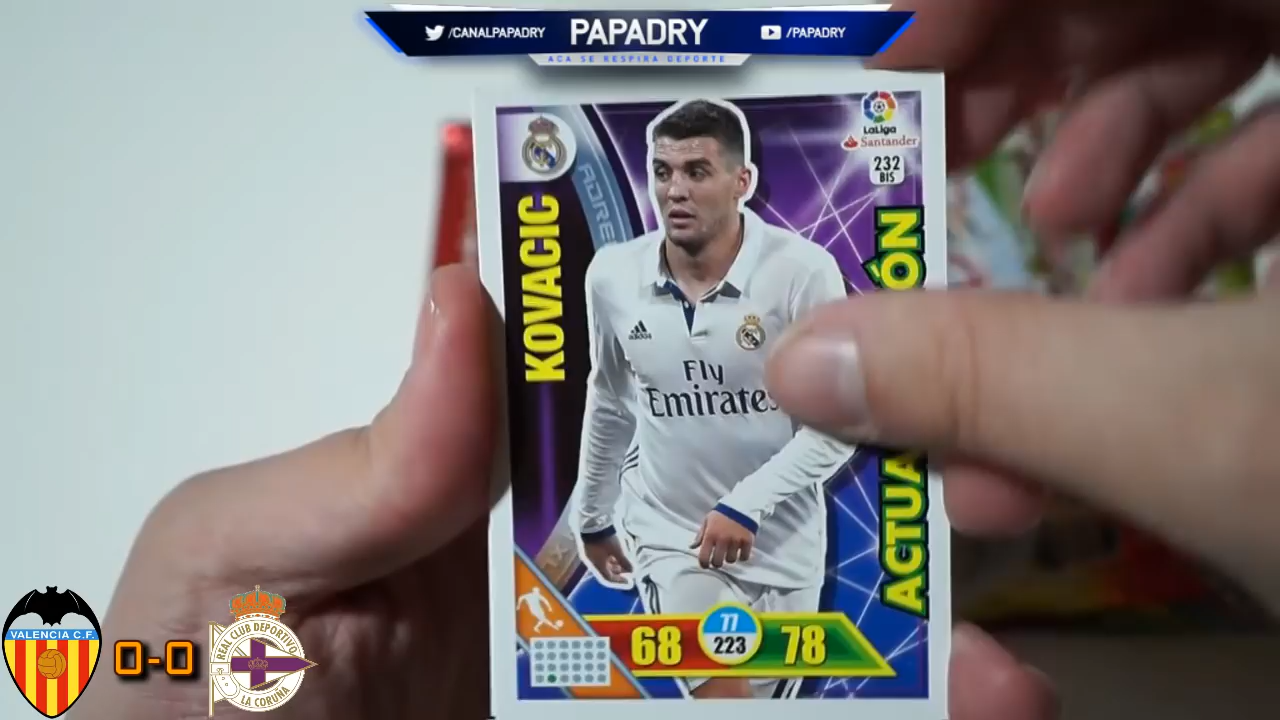 /CANALPAPADRY
PAPADRY
/PAPADRY
ACA SE RESPIRA DEPORTE
LaLiga
Santander
232
BIS
KOVACIC
adidas
Fly
Emirates
68
77
223
78
VALENCIA C.F.
0-0
REAL CLUB DEPORTIVO
LA CORUÑA